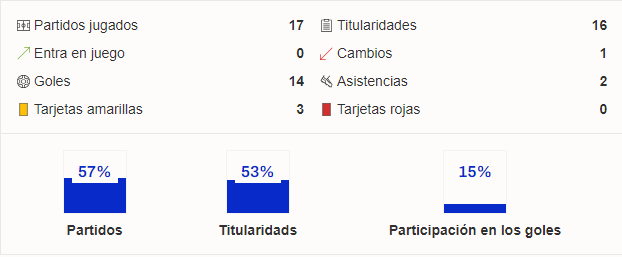 Partidos jugados 17 Titularidades 16
Entra en juego 0 Cambios 1
Goles 14 Asistencias 2
Tarjetas amarillas 3 Tarjetas rojas 0
57% 53% 15%
Partidos Titularidads Participación en los goles